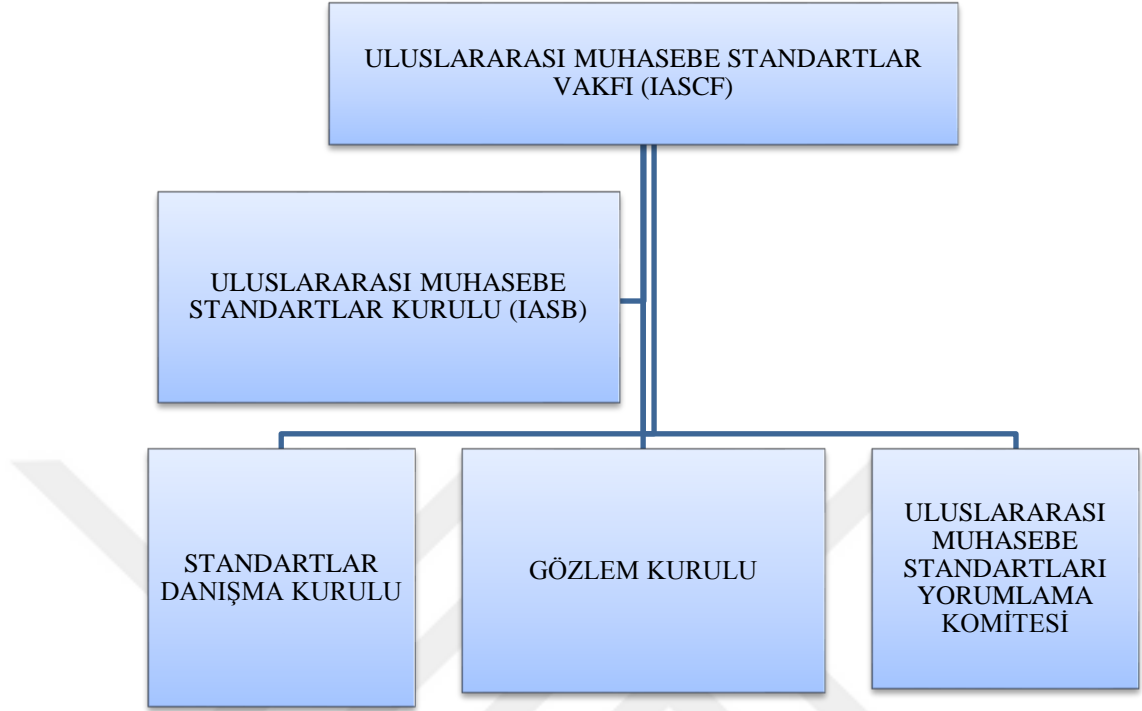 ULUSLARARASI MUHASEBE STANDARTLAR
VAKFI (IASCF)
ULUSLARARASI MUHASEBE
STANDARTLAR KURULU (IASB)
STANDARTLAR
DANIŞMA KURULU
GÖZLEM KURULU
ULUSLARARASI
MUHASEBE
STANDARTLARI
YORUMLAMA
KOMİTESİ